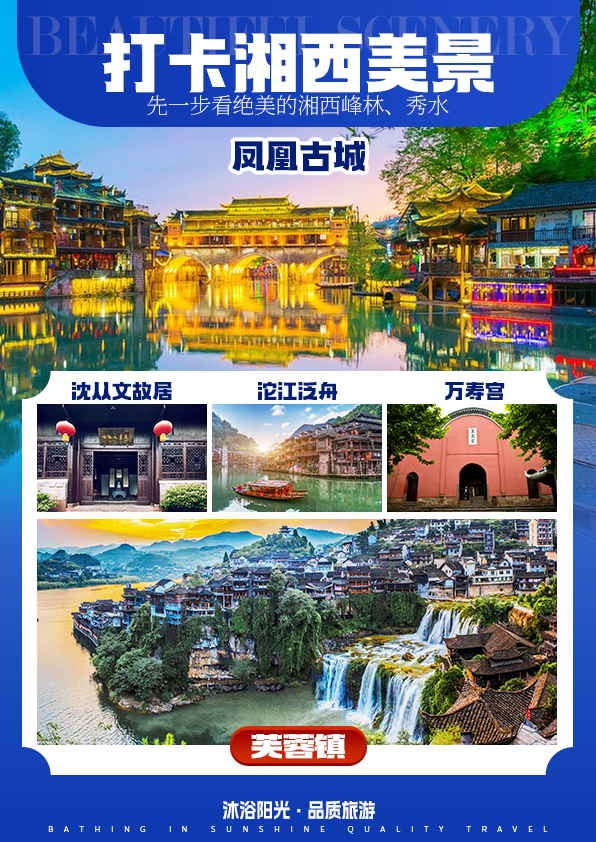 BEAUTIFUL SCENERY
打卡湘西美景
先一步看绝美的湘西峰林、秀水
凤凰古城
沈从文故居
沱江泛舟
万寿宫
芙蓉镇
沐浴阳光·品质旅游
BATHING IN SUNSHINE QUALITY TRAVEL